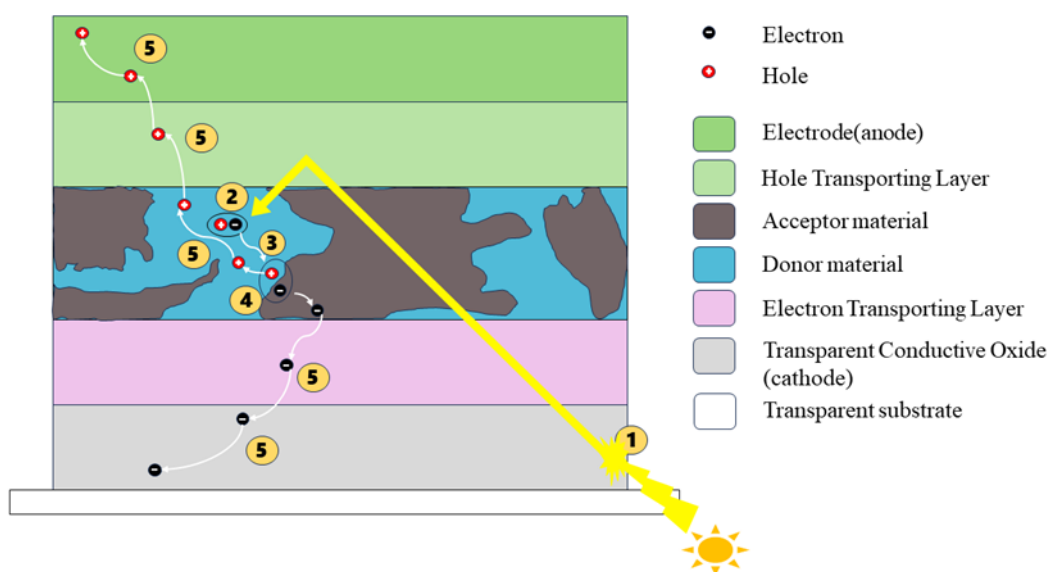 5
5
2
3
5
4
5
5
1
Electron
Hole
Electrode(anode)
Hole Transporting Layer
Acceptor material
Donor material
Electron Transporting Layer
Transparent Conductive Oxide
(cathode)
Transparent substrate